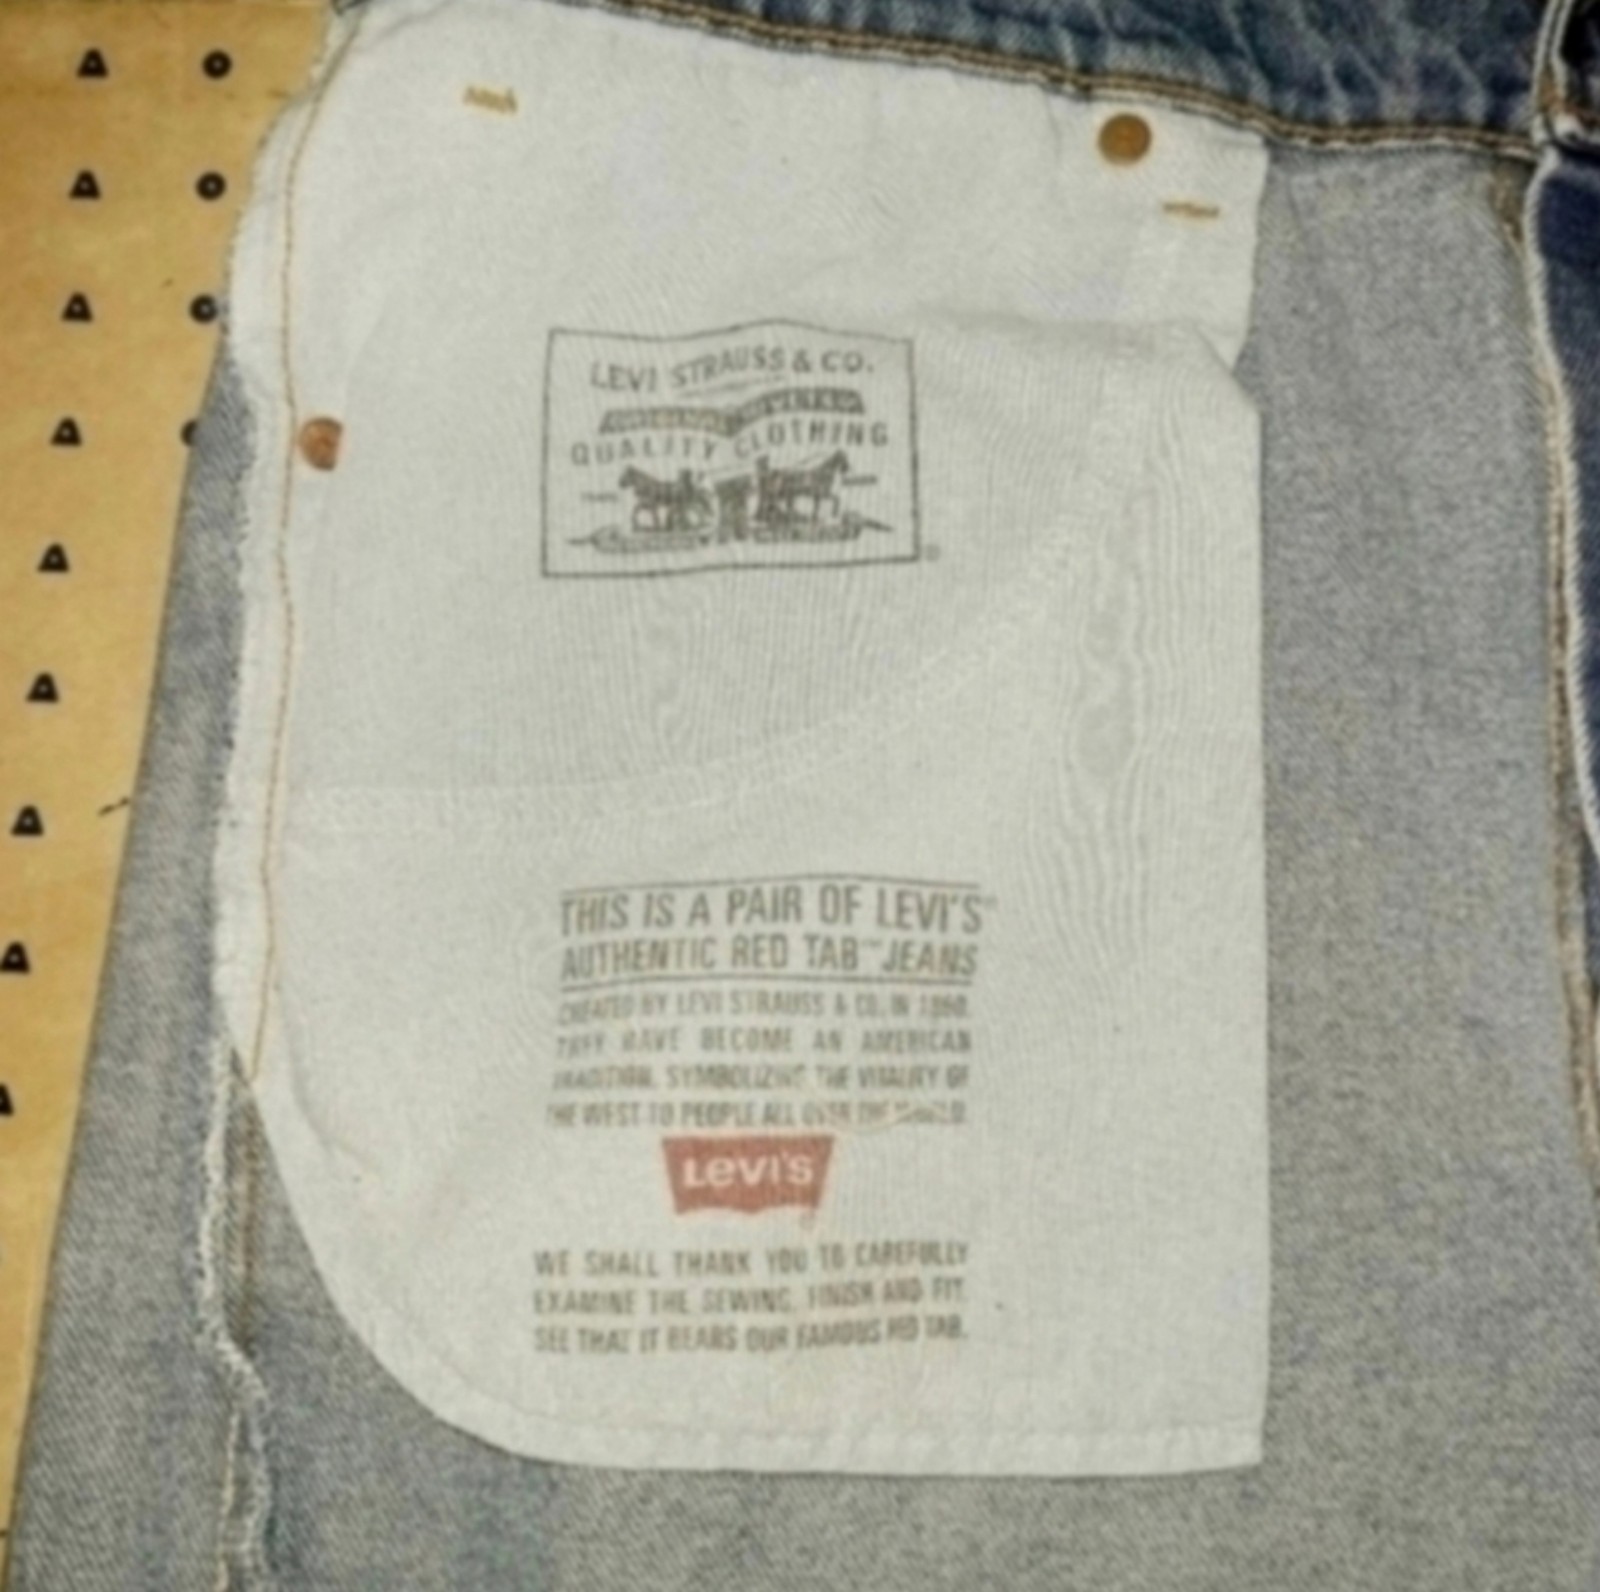 LEVI STRAUSS & CO.
QUALITY CLOTHING
THIS IS A PAIR OF LEVI'S®
AUTHENTIC RED TAB™ JEANS
CREATED BY LEVI STRAUSS & CO. IN
THEY HAVE BECOME AN AMERICAN
TRADITION, SYMBOLIZING THE VITALITY OF
THE WEST TO PEOPLE ALL OVER THE WORLD.
LEVI'S
WE SHALL THANK YOU TO CAREFULLY
EXAMINE THE SEWING, FINISH AND FIT.
SEE THAT IT BEARS OUR FAMOUS RED TAB.